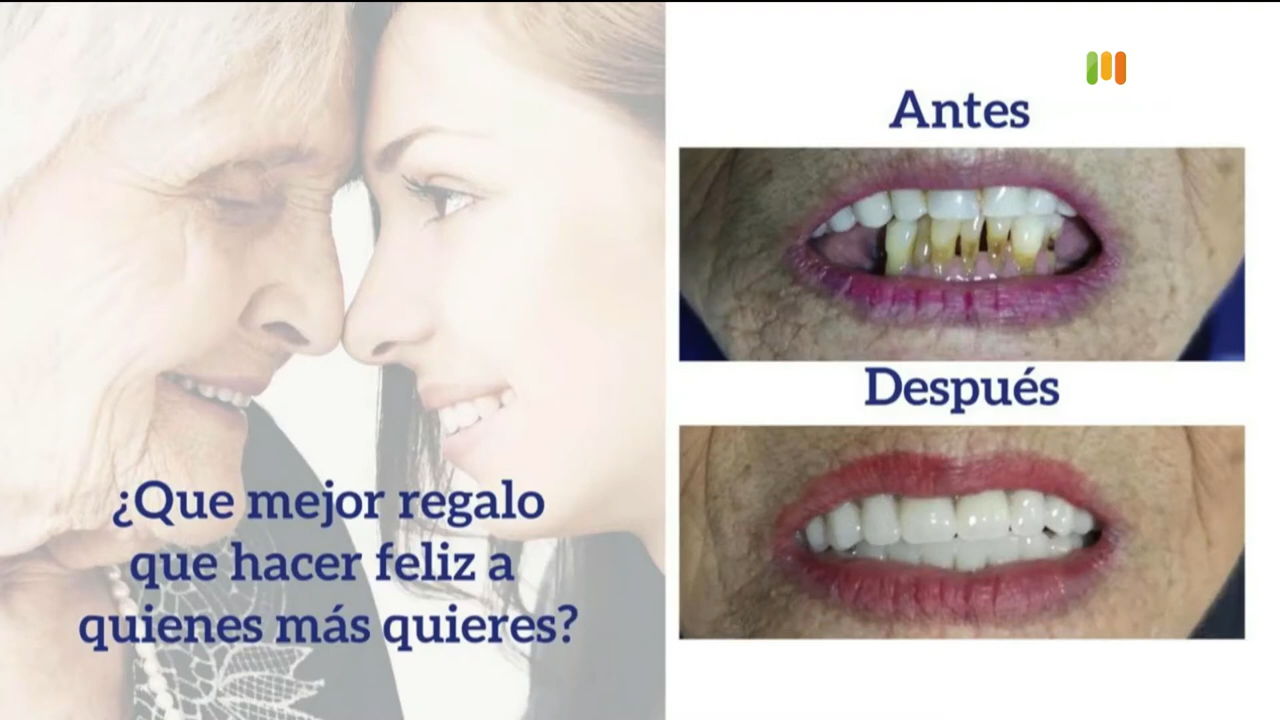 ¿Que mejor regalo
que hacer feliz a
quienes más quieres?
Antes
Después